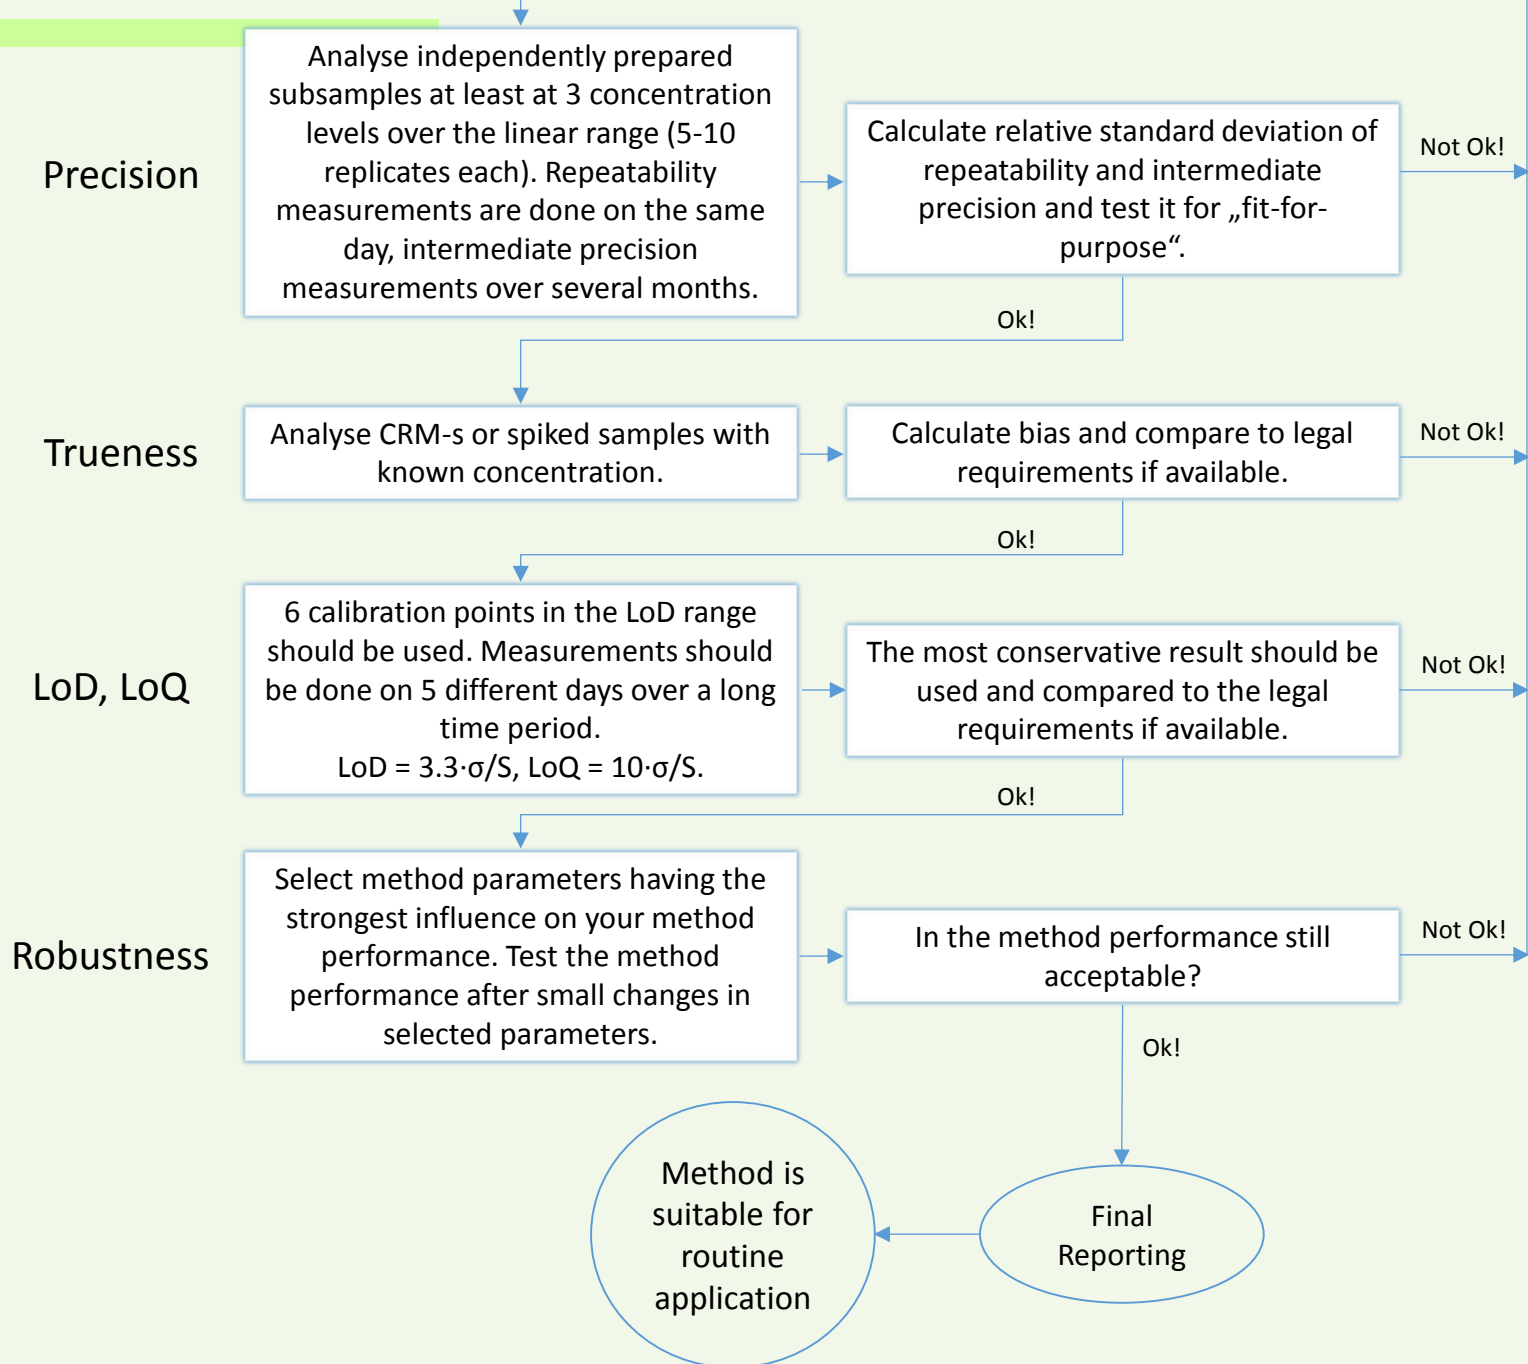 Precision
Analyse independently prepared
subsamples at least at 3 concentration
levels over the linear range (5-10
replicates each). Repeatability
measurements are done on the same
day, intermediate precision
measurements over several months.
Calculate relative standard deviation of
repeatability and intermediate
precision and test it for „fit-for-
purpose“.
Not Ok!
Ok!
Trueness
Analyse CRM-s or spiked samples with
known concentration.
Calculate bias and compare to legal
requirements if available.
Not Ok!
Ok!
LoD, LoQ
6 calibration points in the LoD range
should be used. Measurements should
be done on 5 different days over a long
time period.
LoD = 3.3·σ/S, LoQ = 10·σ/S.
The most conservative result should be
used and compared to the legal
requirements if available.
Not Ok!
Ok!
Robustness
Select method parameters having the
strongest influence on your method
performance. Test the method
performance after small changes in
selected parameters.
In the method performance still
acceptable?
Not Ok!
Ok!
Method is
suitable for
routine
application
Final
Reporting